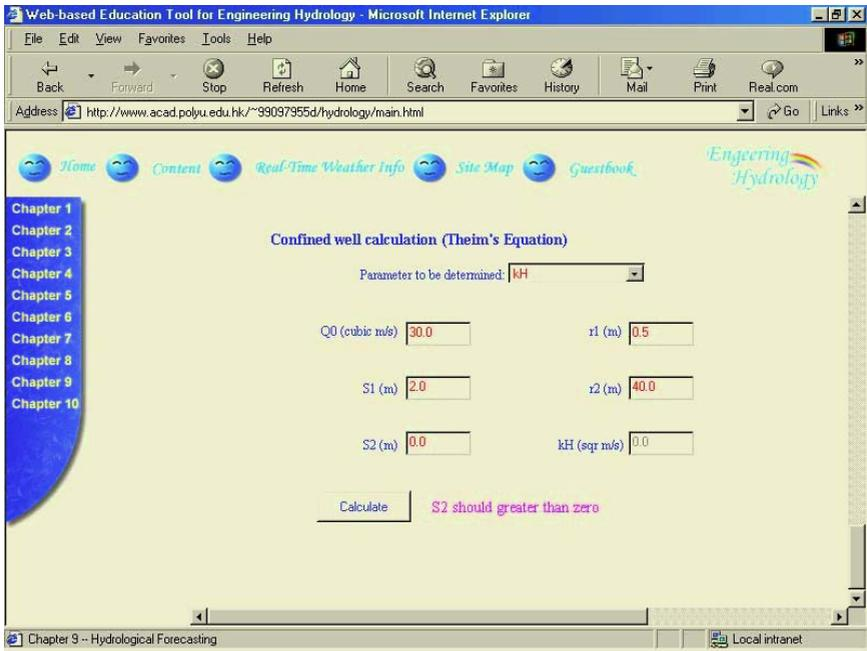 Web-based Education Tool for Engineering Hydrology - Microsoft Internet Explorer
File Edit View Favorites Tools Help
Back Forward Stop Refresh Home Search Favorites History Mail Print Real.com »
Address http://www.acad.polyu.edu.hk/~99097955d/hydrology/main.html Go Links »
Home Content Real-Time Weather Info Site Map Guestbook
Engeering
Hydrology
Chapter 1
Chapter 2
Chapter 3
Chapter 4
Chapter 5
Chapter 6
Chapter 7
Chapter 8
Chapter 9
Chapter 10
Confined well calculation (Theim's Equation)
Parameter to be determined: kH
Q0 (cubic m/s) 30.0 r1 (m) 0.5
S1 (m) 2.0 r2 (m) 40.0
S2 (m) 0.0 kH (sqr m/s) 0.0
Calculate S2 should greater than zero
Chapter 9 -- Hydrological Forecasting Local intranet